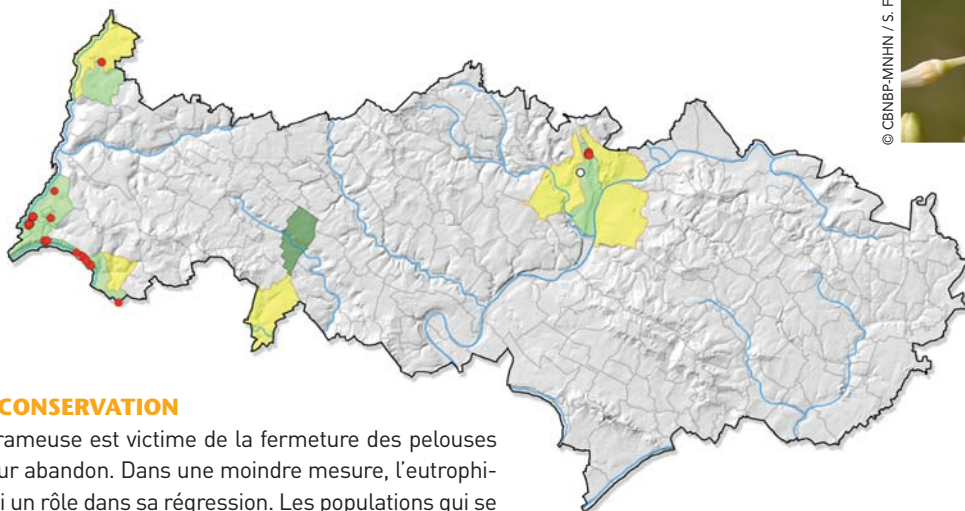 © CBNBP-MNHN / S. F
CONSERVATION
rameuse est victime de la fermeture des pelouses
ur abandon. Dans une moindre mesure, l'eutrophi-
i un rôle dans sa régression. Les populations qui se